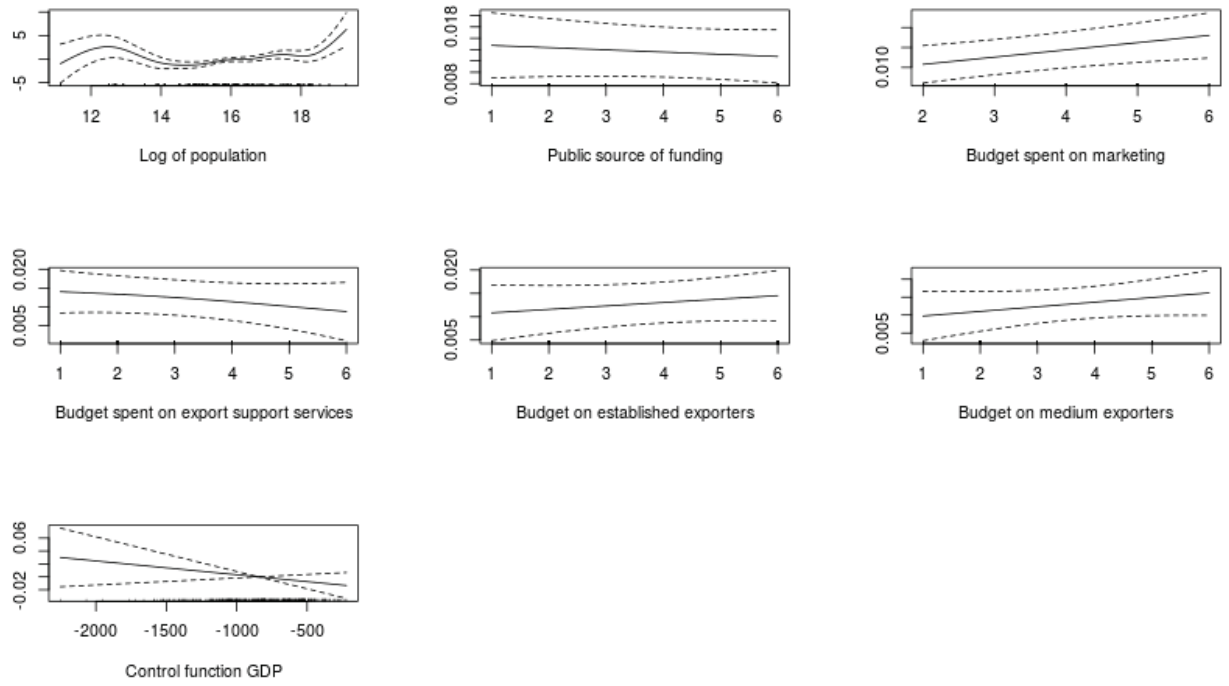 5
-5
12 14 16 18
Log of population
0.018
0.008
1 2 3 4 5 6
Public source of funding
0.010
2 3 4 5 6
Budget spent on marketing
0.020
0.005
1 2 3 4 5 6
Budget spent on export support services
0.020
0.005
1 2 3 4 5 6
Budget on established exporters
0.005
1 2 3 4 5 6
Budget on medium exporters
0.06
-0.02
-2000 -1500 -1000 -500
Control function GDP